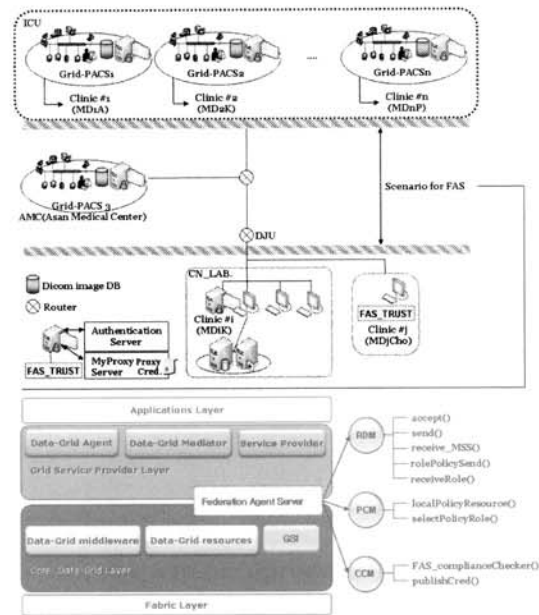 ICU
Grid-PACS1
Grid-PACS2
....
Grid-PACSn
Clinic #1
(MD1A)
Clinic #2
(MD2K)
Clinic #n
(MDnP)
Grid-PACS 3
AMC(Asan Medical Center)
Scenario for FAS
DJU
Dicom image DB
Router
CN_LAB.
Clinic #i
(MDiK)
FAS_TRUST
Clinic #j
(MDjCho)
Authentication
Server
MyProxy Proxy
Server Cred.
FAS_TRUST
Applications Layer
Data-Grid Agent
Data-Grid Mediator
Service Provider
Grid Service Provider Layer
Federation Agent Server
Data-Grid middleware
Data-Grid resources
GSI
Core Data-Grid Layer
Fabric Layer
RDM
accept()
send()
receive_MSS()
rolePolicySend()
receiveRole()
PCM
localPolicyResource()
selectPolicyRole()
CCM
FAS_complianceChecker()
publishCred()